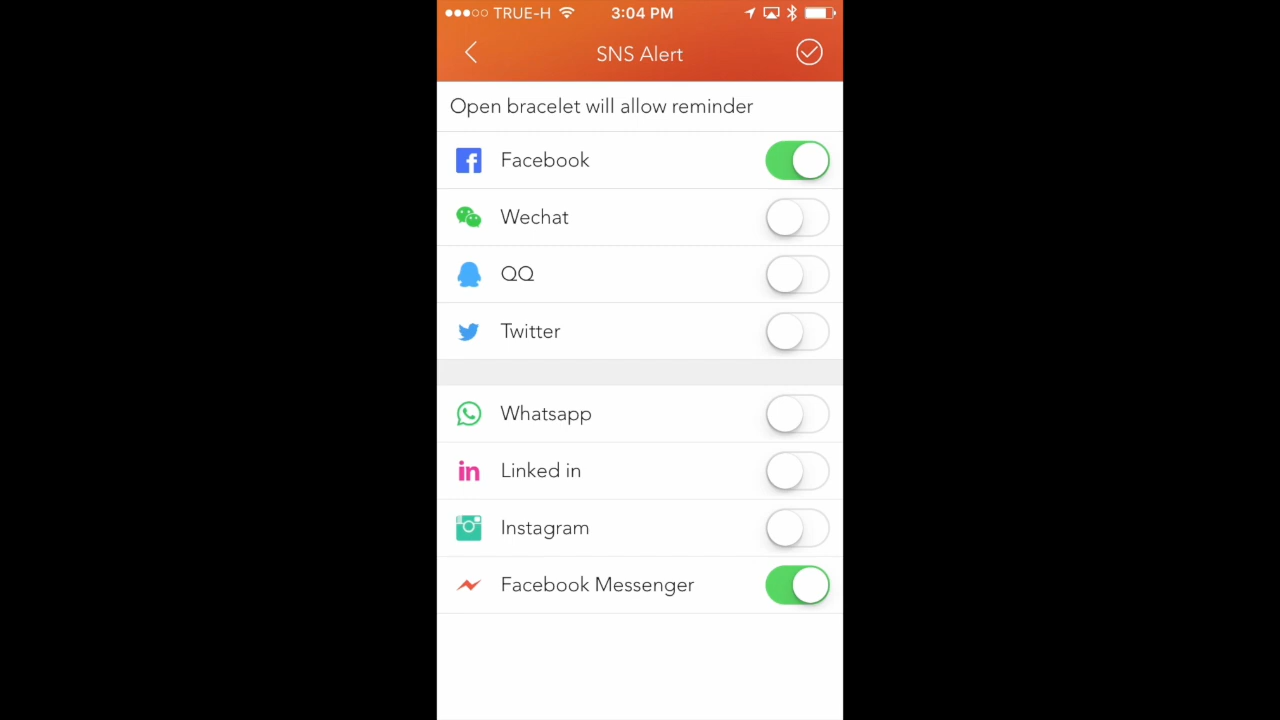 TRUE-H 3:04 PM
SNS Alert
Open bracelet will allow reminder
Facebook
Wechat
QQ
Twitter
Whatsapp
in Linked in
Instagram
Facebook Messenger